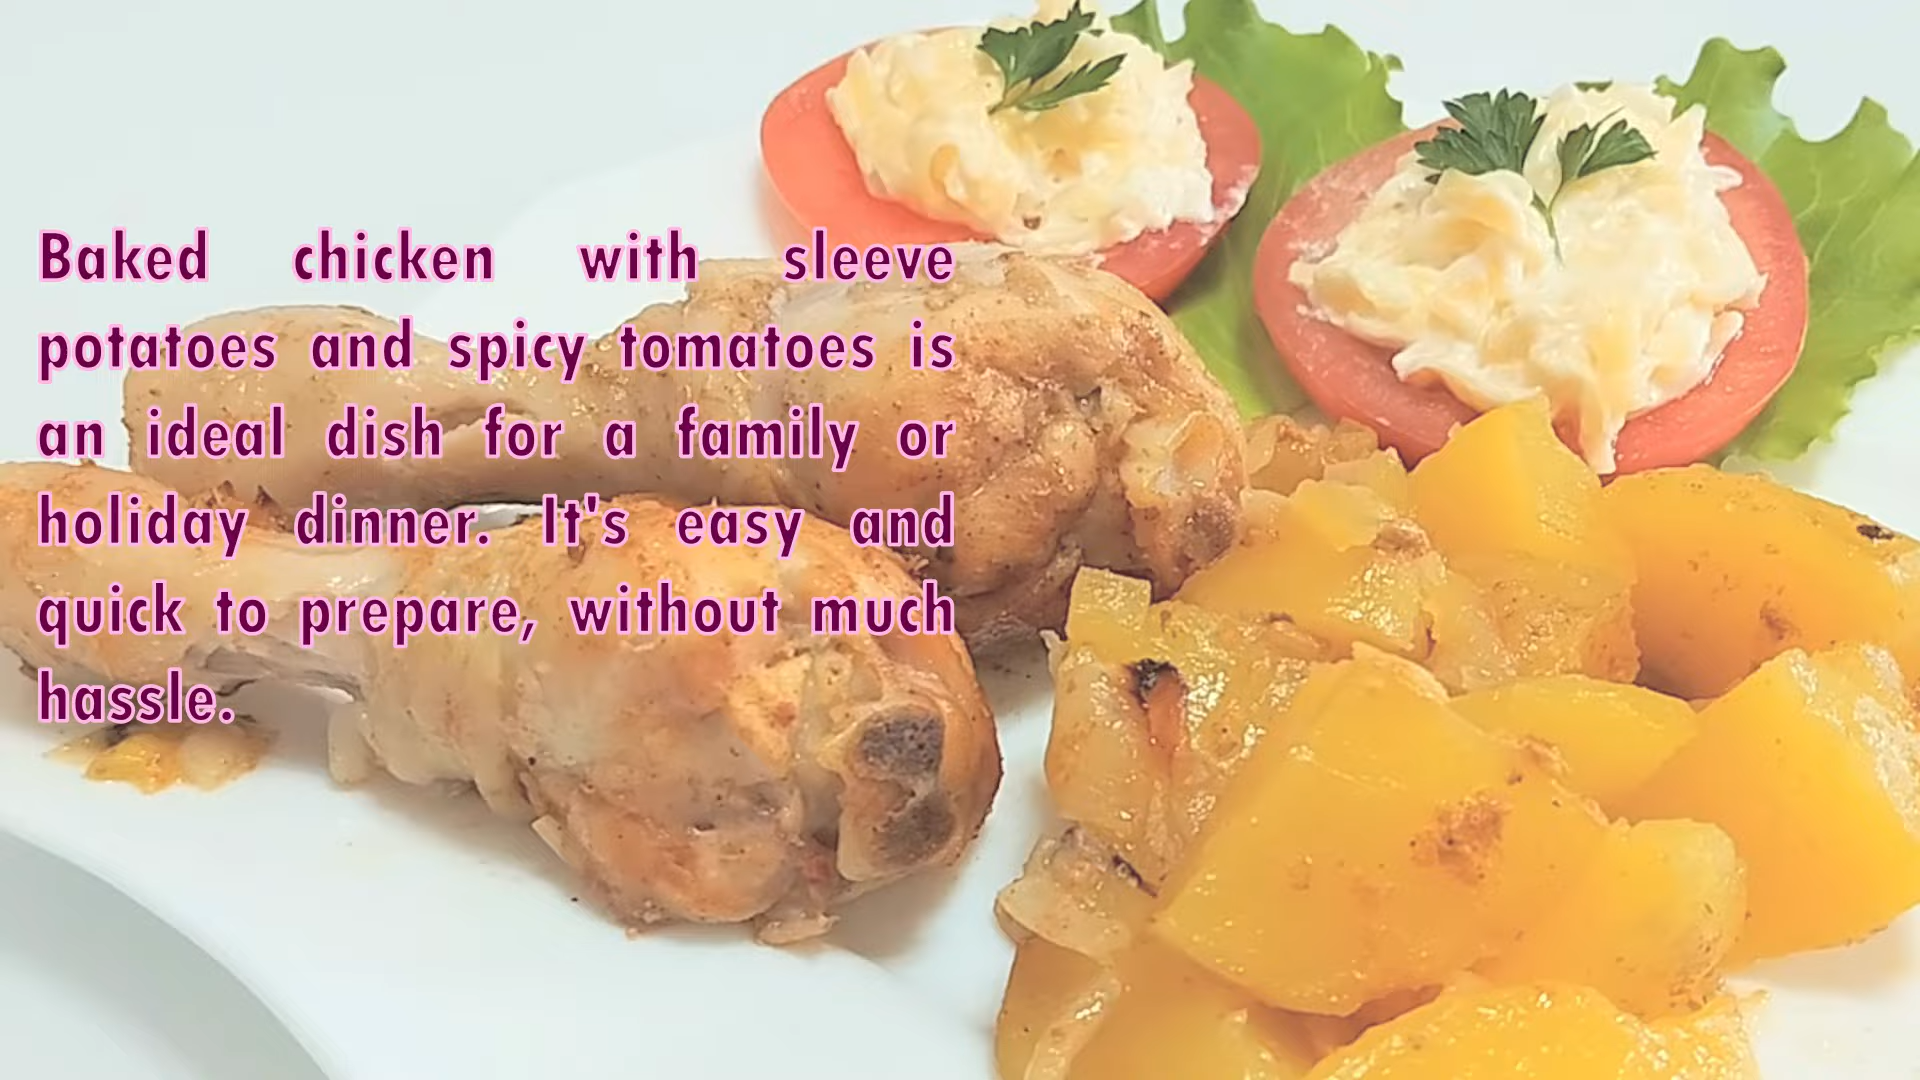 Baked chicken with sleeve
potatoes and spicy tomatoes is
an ideal dish for a family or
holiday dinner. It's easy and
quick to prepare, without much
hassle.